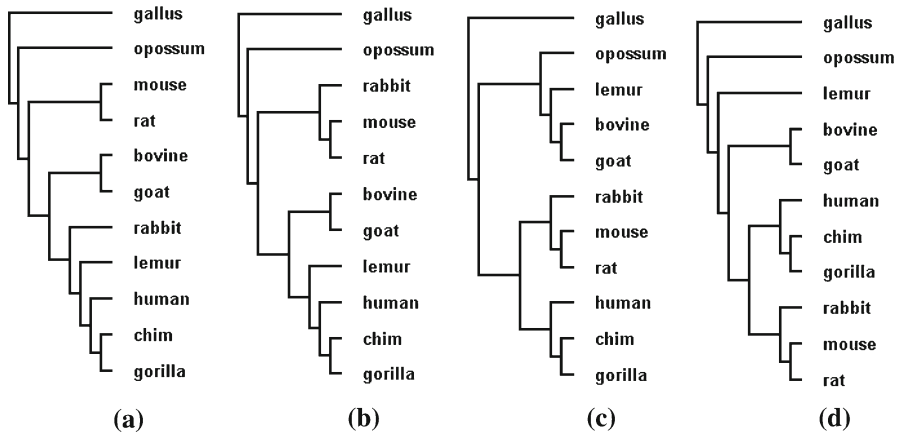 gallus
opossum
mouse
rat
bovine
goat
rabbit
lemur
human
chim
gorilla
(a)
gallus
opossum
rabbit
mouse
rat
bovine
goat
lemur
human
chim
gorilla
(b)
gallus
opossum
lemur
bovine
goat
rabbit
mouse
rat
human
chim
gorilla
(c)
gallus
opossum
lemur
bovine
goat
human
chim
gorilla
rabbit
mouse
rat
(d)